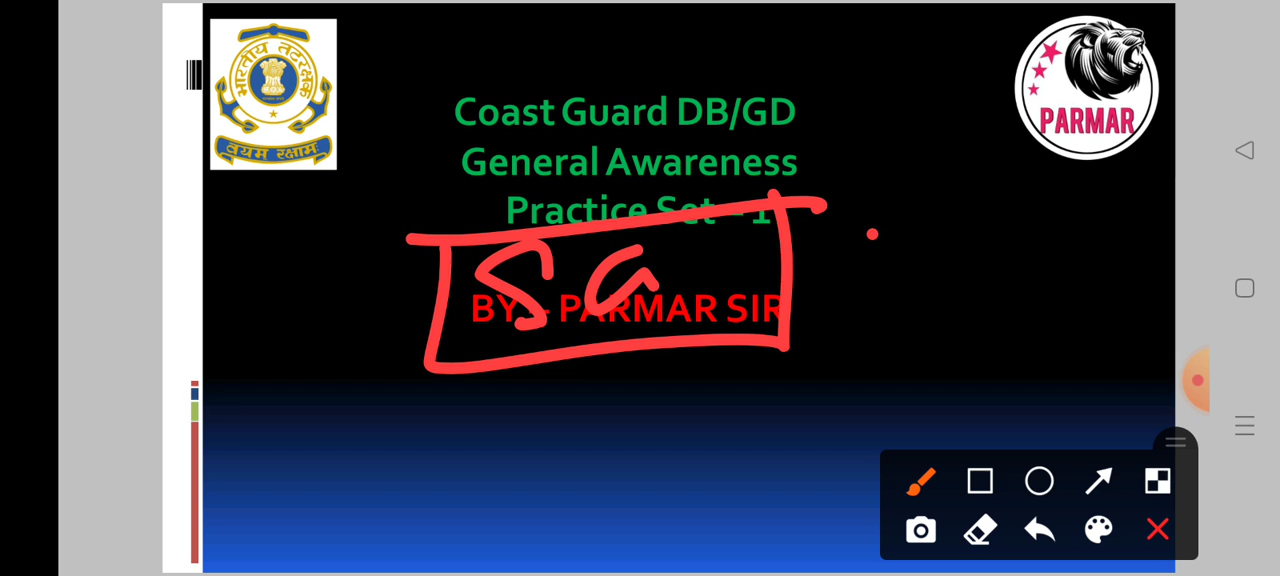 भारतीय तटरक्षक
वयम रक्षामः
PARMAR
Coast Guard DB/GD
General Awareness
Practice Set - 1
BY :- PARMAR SIR